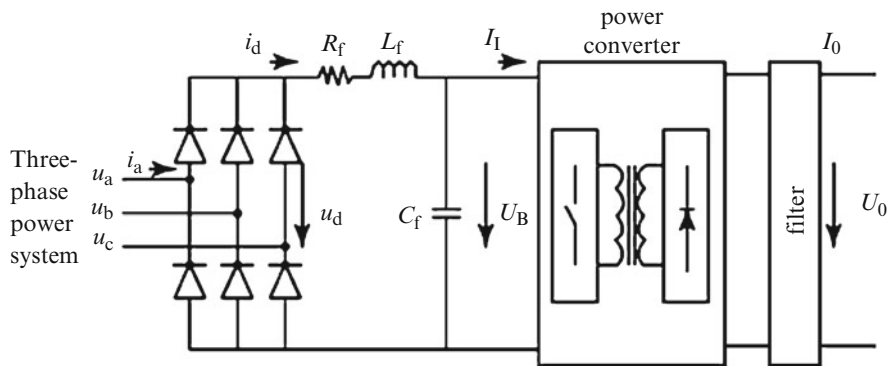 power
converter
i_d
R_f
L_f
I_I
I_0
Three-
phase
power
system
i_a
u_a
u_b
u_c
u_d
C_f
U_B
filter
U_0